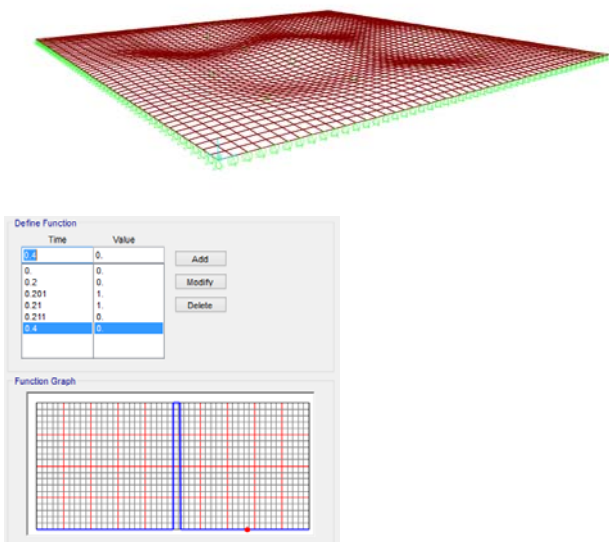 Define Function
Time Value
0.4 0.
Add
0. 0.
0.2 0.
Modify
0.201 1.
0.21 1.
Delete
0.211 0.
0.4 0.
Function Graph